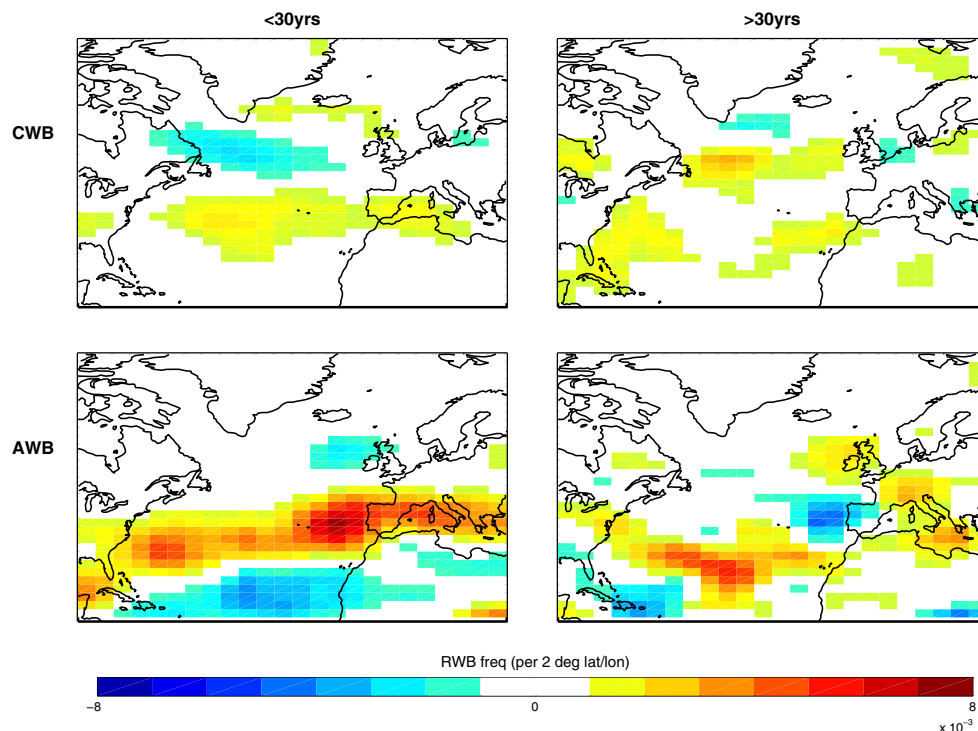 <30yrs
>30yrs
CWB
AWB
RWB freq (per 2 deg lat/lon)
−8
0
8
x 10⁻³